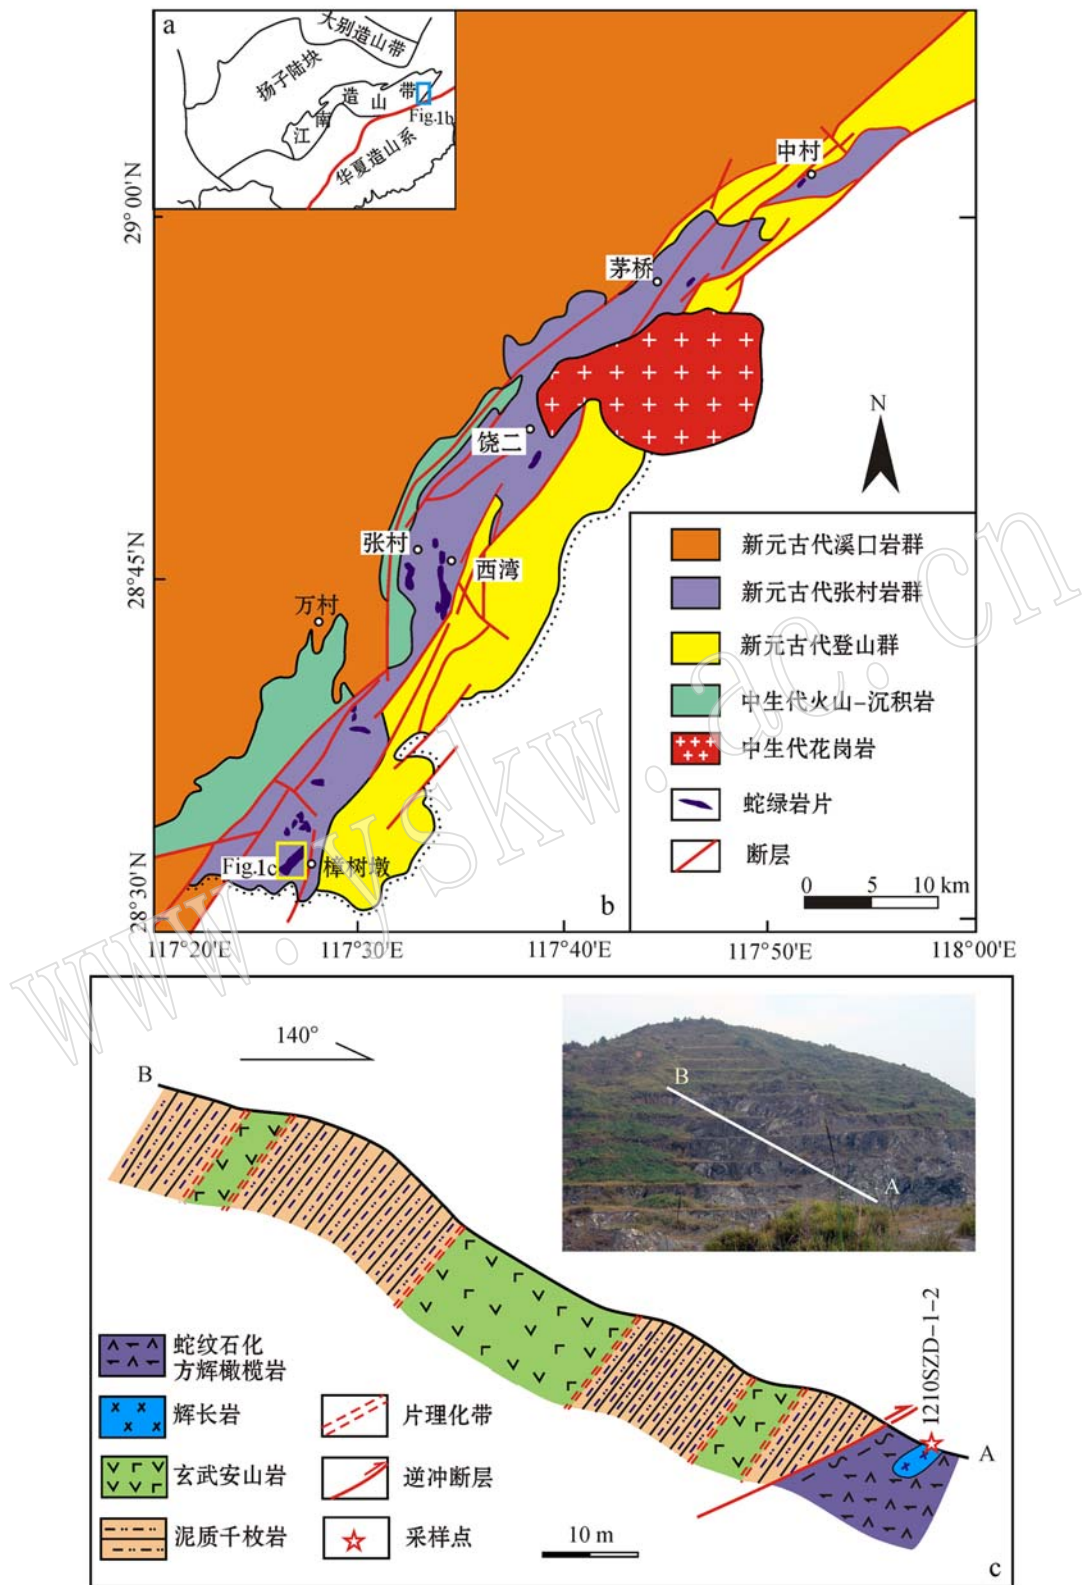 a
大别造山带
扬子陆块
江南造山带
Fig.1b
华夏造山系
29° 00' N
28°45'N
28°30'N
中村
茅桥
饶二
张村
西湾
万村
Fig.1c
樟树墩
N
新元古代溪口岩群
新元古代张村岩群
新元古代登山群
中生代火山-沉积岩
中生代花岗岩
蛇绿岩片
断层
0 5 10 km
b
117°20'E 117°30'E 117°40'E 117°50'E 118°00'E
140°
B
B
A
1210SZD-1-2
A
蛇纹石化
方辉橄榄岩
辉长岩
玄武安山岩
泥质千枚岩
片理化带
逆冲断层
采样点
10 m
c
www.yskw.ac.cn